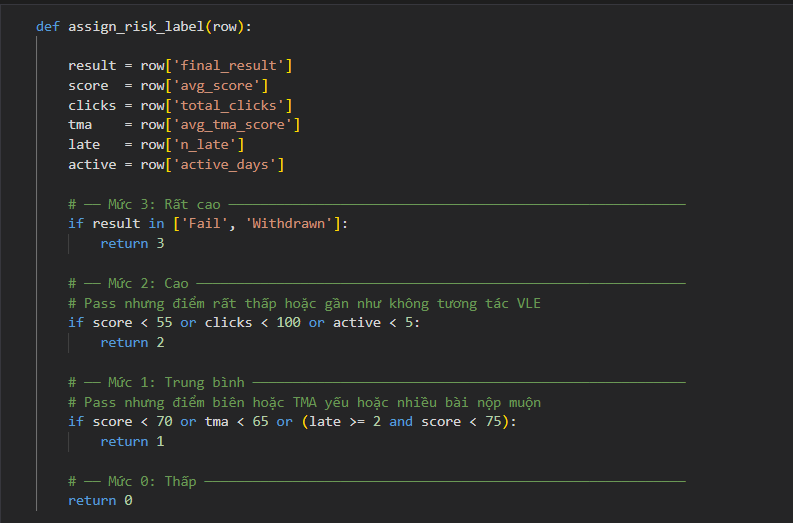 def assign_risk_label(row):
result = row['final_result']
score  = row['avg_score']
clicks = row['total_clicks']
tma    = row['avg_tma_score']
late   = row['n_late']
active = row['active_days']
# ── Mức 3: Rất cao ──────────────────────────────────────────────────────────
if result in ['Fail', 'Withdrawn']:
return 3
# ── Mức 2: Cao ──────────────────────────────────────────────────────────────
# Pass nhưng điểm rất thấp hoặc gần như không tương tác VLE
if score < 55 or clicks < 100 or active < 5:
return 2
# ── Mức 1: Trung bình ───────────────────────────────────────────────────────
# Pass nhưng điểm biên hoặc TMA yếu hoặc nhiều bài nộp muộn
if score < 70 or tma < 65 or (late >= 2 and score < 75):
return 1
# ── Mức 0: Thấp ─────────────────────────────────────────────────────────────
return 0